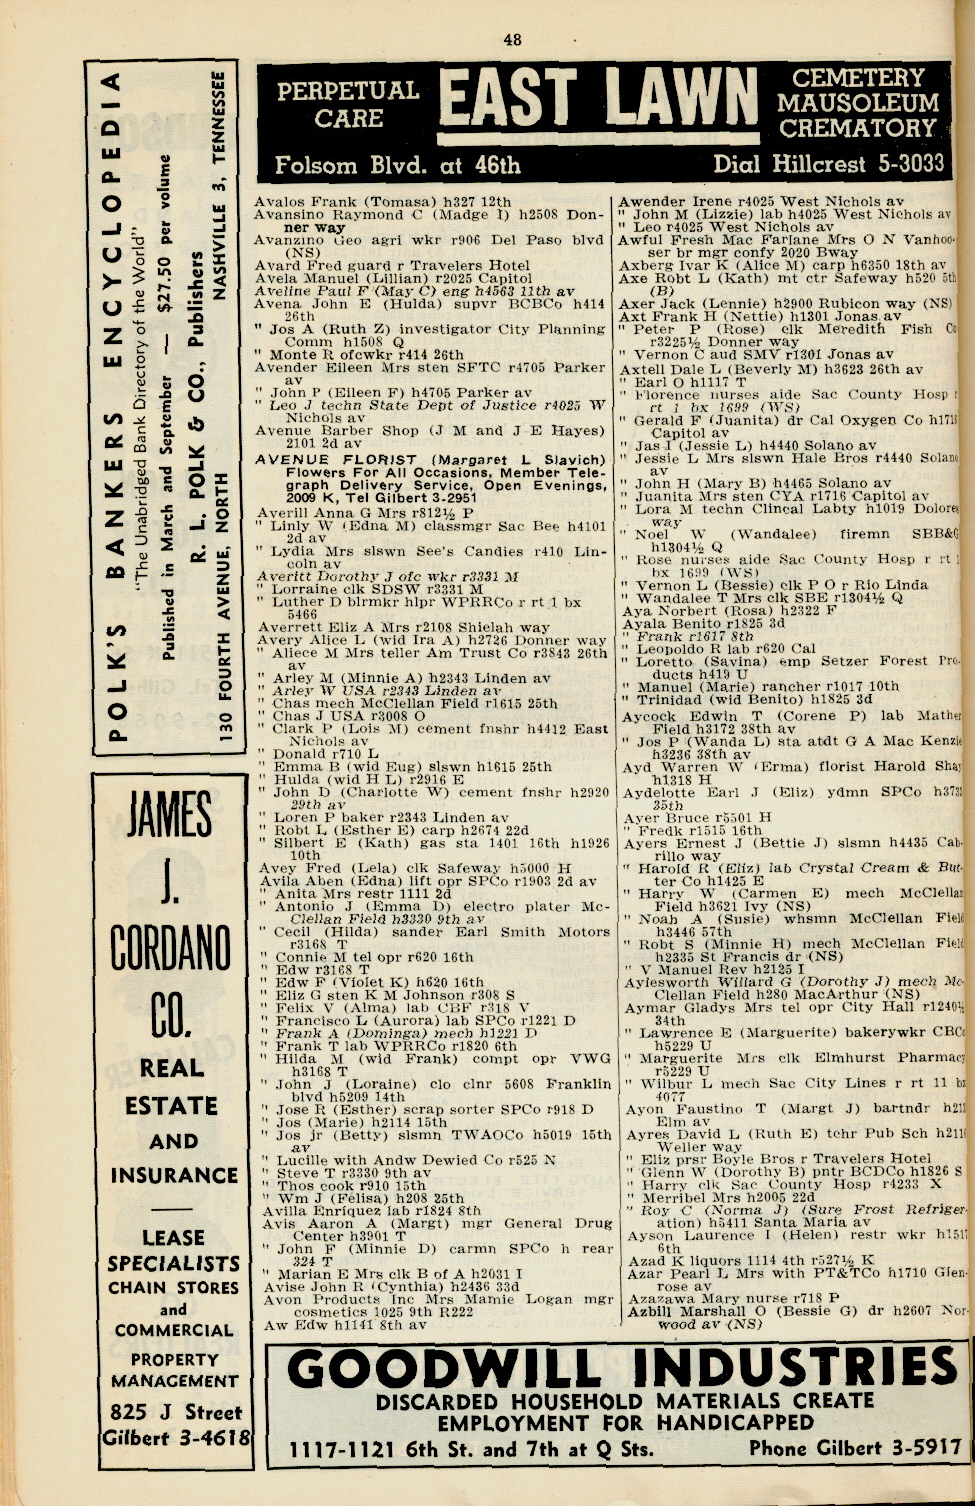 48
POLK'S BANKERS ENCYCLOPEDIA
"The Unabridged Bank Directory of the World"
Published in March and September — $27.50 per volume
R. L. POLK & CO., Publishers
130 FOURTH AVENUE, NORTH NASHVILLE 3, TENNESSEE
JAMES
J.
CORDANO
CO.
REAL
ESTATE
AND
INSURANCE
LEASE
SPECIALISTS
CHAIN STORES
and
COMMERCIAL
PROPERTY
MANAGEMENT
825 J Street
Gilbert 3-4618
PERPETUAL
CARE
EAST LAWN
CEMETERY
MAUSOLEUM
CREMATORY
Folsom Blvd. at 46th
Dial Hillcrest 5-3033
Avalos Frank (Tomasa) h327 12th
Avansino Raymond C (Madge I) h2508 Don-
ner way
Avanzino Geo agri wkr r906 Del Paso blvd
(NS)
Avard Fred guard r Travelers Hotel
Avela Manuel (Lillian) r2025 Capitol
Aveline Paul F (May C) eng h4563 11th av
Avena John E (Hulda) supvr BCBCo h414
26th
" Jos A (Ruth Z) investigator City Planning
Comm h1508 Q
" Monte R ofcwkr r414 26th
Avender Eileen Mrs sten SFTC r4705 Parker
av
" John P (Eileen F) h4705 Parker av
" Leo J techn State Dept of Justice r4025 W
Nichols av
Avenue Barber Shop (J M and J E Hayes)
2101 2d av
AVENUE FLORIST (Margaret L Slavich)
Flowers For All Occasions, Member Tele-
graph Delivery Service, Open Evenings,
2009 K, Tel Gilbert 3-2951
Averill Anna G Mrs r812½ P
" Linly W (Edna M) classmgr Sac Bee h4101
2d av
" Lydia Mrs slswn See's Candies r410 Lin-
coln av
Averitt Dorothy J ofc wkr r3331 M
" Lorraine clk SDSW r3331 M
" Luther D blrmkr hlpr WPRRCo r rt 1 bx
5466
Averrett Eliz A Mrs r2108 Shielah way
Avery Alice L (wid Ira A) h2726 Donner way
" Aliece M Mrs teller Am Trust Co r3843 26th
av
" Arley M (Minnie A) h2343 Linden av
" Arley W USA r2343 Linden av
" Chas mech McClellan Field r1615 25th
" Chas J USA r3008 O
" Clark P (Lois M) cement fnshr h4412 East
Nichols av
" Donald r710 L
" Emma B (wid Eug) slswn h1615 25th
" Hulda (wid H L) r2916 E
" John D (Charlotte W) cement fnshr h2920
29th av
" Loren P baker r2343 Linden av
" Robt L (Esther E) carp h2674 22d
" Silbert E (Kath) gas sta 1401 16th h1926
10th
Avey Fred (Lela) clk Safeway h5000 H
Avila Aben (Edna) lift opr SPCo r1903 2d av
" Anita Mrs restr 1111 2d
" Antonio J (Emma D) electro plater Mc-
Clellan Field h3330 9th av
" Cecil (Hilda) sander Earl Smith Motors
r3168 T
" Connie M tel opr r620 16th
" Edw r3168 T
" Edw F (Violet K) h620 16th
" Eliz G sten K M Johnson r308 S
" Felix V (Alma) lab CBF r318 V
" Francisco L (Aurora) lab SPCo r1221 D
" Frank A (Dominga) mech h1221 D
" Frank T lab WPRRCo r1820 6th
" Hilda M (wid Frank) compt opr VWG
h3168 T
" John J (Loraine) clo clnr 5608 Franklin
blvd h5209 14th
" Jose R (Esther) scrap sorter SPCo r918 D
" Jos (Marie) h2114 15th
" Jos jr (Betty) slsmn TWAOCo h5019 15th
av
" Lucille with Andw Dewied Co r525 N
" Steve T r3330 9th av
" Thos cook r910 15th
" Wm J (Felisa) h208 25th
Avilla Enriquez lab r1824 8th
Avis Aaron A (Margt) mgr General Drug
Center h3901 T
" John F (Minnie D) carmn SPCo h rear
324 T
" Marian E Mrs clk B of A h2031 I
Avise John R (Cynthia) h2436 33d
Avon Products Inc Mrs Mamie Logan mgr
cosmetics 1025 9th R222
Aw Edw h1141 8th av
Awender Irene r4025 West Nichols av
" John M (Lizzie) lab h4025 West Nichols av
" Leo r4025 West Nichols av
Awful Fresh Mac Farlane Mrs O N Vanhoo-
ser br mgr confy 2020 Bway
Axberg Ivar K (Alice M) carp h6350 18th av
Axe Robt L (Kath) mt ctr Safeway h520 5th
(B)
Axer Jack (Lennie) h2900 Rubicon way (NS)
Axt Frank H (Nettie) h1301 Jonas av
" Peter P (Rose) clk Meredith Fish Co
r3225½ Donner way
" Vernon C aud SMV r1301 Jonas av
Axtell Dale L (Beverly M) h3623 26th av
" Earl O h1117 T
" Florence nurses aide Sac County Hosp r
rt 1 bx 1699 (WS)
" Gerald F (Juanita) dr Cal Oxygen Co h1716
Capitol av
" Jas I (Jessie L) h4440 Solano av
" Jessie L Mrs slswn Hale Bros r4440 Solano
av
" John H (Mary B) h4465 Solano av
" Juanita Mrs sten CYA r1716 Capitol av
" Lora M techn Clincal Labty h1019 Dolores
way
" Noel W (Wandalee) firemn SBB&G
h1304½ Q
" Rose nurses aide Sac County Hosp r rt 1
bx 1699 (WS)
" Vernon L (Bessie) clk P O r Rio Linda
" Wandalee T Mrs clk SBE r1304½ Q
Aya Norbert (Rosa) h2322 F
Ayala Benito r1825 3d
" Frank r1617 8th
" Leopoldo R lab r620 Cal
" Loretto (Savina) emp Setzer Forest Pro-
ducts h419 U
" Manuel (Marie) rancher r1017 10th
" Trinidad (wid Benito) h1825 3d
Aycock Edwin T (Corene P) lab Mather
Field h3172 38th av
" Jos P (Wanda L) sta atdt G A Mac Kenzie
h3236 38th av
Ayd Warren W (Erma) florist Harold Shay
h1318 H
Aydelotte Earl J (Eliz) ydmn SPCo
35th
Ayer Bruce r5501 H
" Fredk r1515 16th
Ayers Ernest J (Bettie J) slsmn h4435 Cab-
rillo way
" Harold R (Eliz) lab Crystal Cream & But-
ter Co h1425 E
" Harry W (Carmen E) mech McClellan
Field h3621 Ivy (NS)
" Noah A (Susie) whsmn McClellan Field
h3446 57th
" Robt S (Minnie H) mech McClellan Field
h2335 St Francis dr (NS)
" V Manuel Rev h2125 I
Aylesworth Willard G (Dorothy J) mech Mc-
Clellan Field h280 MacArthur (NS)
Aymar Gladys Mrs tel opr City Hall r1240½
34th
" Lawrence E (Marguerite) bakerywkr CBCo
h5229 U
" Marguerite Mrs clk Elmhurst Pharmacy
r5229 U
" Wilbur L mech Sac City Lines r rt 11 bx
4077
Ayon Faustino T (Margt J) bartndr
Elm av
Ayres David L (Ruth E) tchr Pub Sch
Weller way
" Eliz prsr Boyle Bros r Travelers Hotel
" Glenn W (Dorothy B) pntr BCDCo h1826 S
" Harry clk Sac County Hosp r4233 X
" Merribel Mrs h2005 22d
" Roy C (Norma J) (Sure Frost Refriger-
ation) h5411 Santa Maria av
Ayson Laurence I (Helen) restr wkr h1517
6th
Azad K liquors 1114 4th r527½ K
Azar Pearl L Mrs with PT&TCo h1710 Glen-
rose av
Azazawa Mary nurse r718 P
Azbill Marshall O (Bessie G) dr h2607 Nor-
wood av (NS)
GOODWILL INDUSTRIES
DISCARDED HOUSEHOLD MATERIALS CREATE
EMPLOYMENT FOR HANDICAPPED
1117-1121 6th St. and 7th at Q Sts.
Phone Gilbert 3-5917